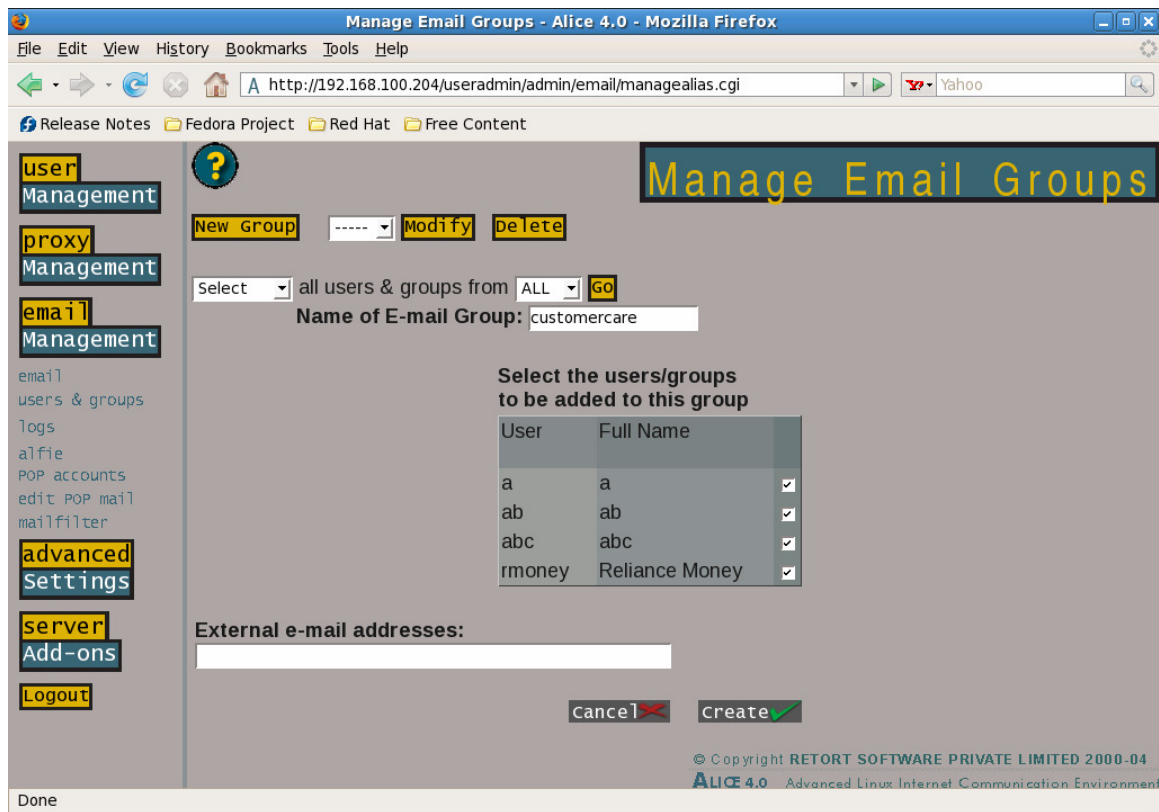 Manage Email Groups - Alice 4.0 - Mozilla Firefox
File Edit View History Bookmarks Tools Help
A http://192.168.100.204/useradmin/admin/email/managealias.cgi
Yahoo
Release Notes Fedora Project Red Hat Free Content
user
Management
proxy
Management
email
Management
email
users & groups
logs
alfie
POP accounts
edit POP mail
mailfilter
advanced
Settings
server
Add-ons
Logout
?
Manage Email Groups
New Group ----- Modify Delete
Select all users & groups from ALL Go
Name of E-mail Group: customercare
Select the users/groups
to be added to this group
User Full Name
a a
ab ab
abc abc
rmoney Reliance Money
External e-mail addresses:
Cancel Create
© Copyright RETORT SOFTWARE PRIVATE LIMITED 2000-04
ALICE 4.0 Advanced Linux Internet Communication Environment
Done